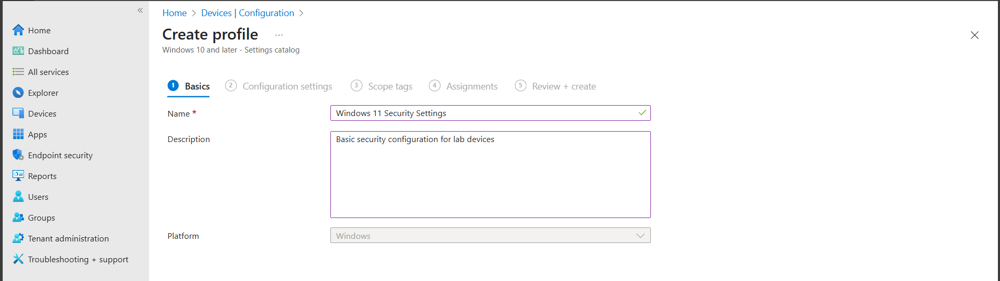 Home > Devices | Configuration >
Create profile ...
Windows 10 and later - Settings catalog
Home
Dashboard
All services
Explorer
Devices
Apps
Endpoint security
Reports
Users
Groups
Tenant administration
Troubleshooting + support
1 Basics 2 Configuration settings 3 Scope tags 4 Assignments 5 Review + create
Name * Windows 11 Security Settings
Description Basic security configuration for lab devices
Platform Windows